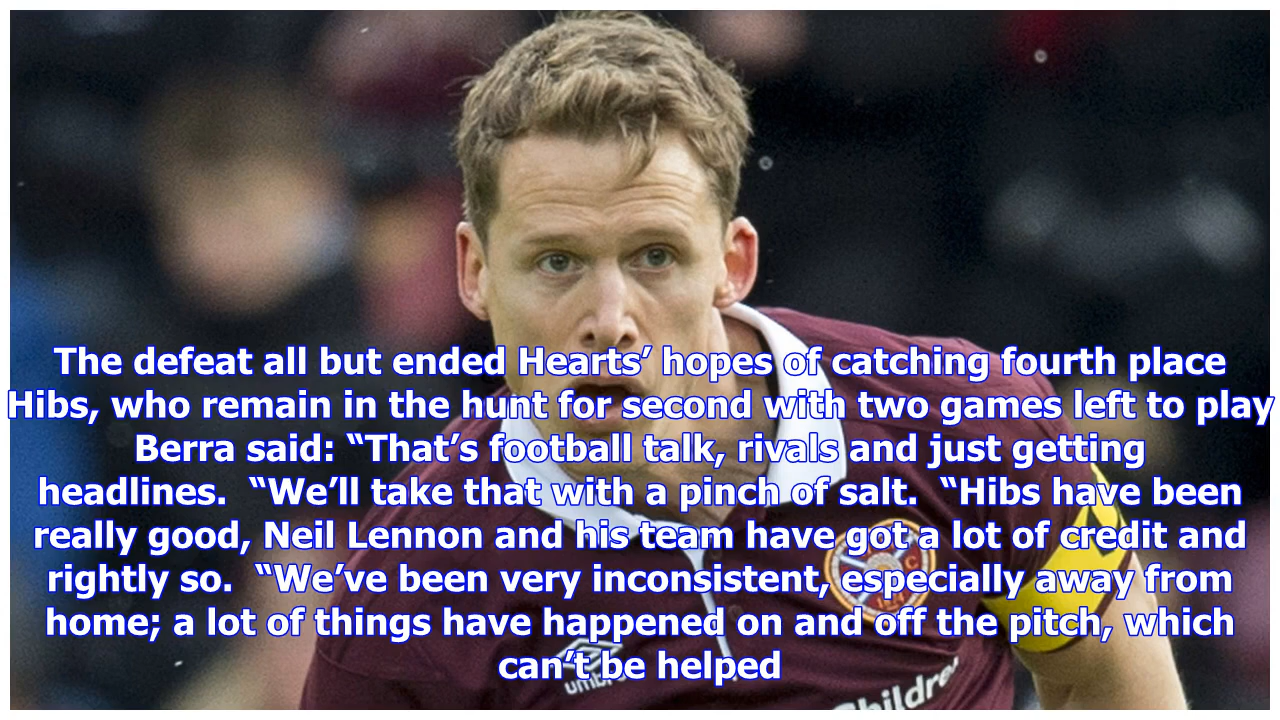 The defeat all but ended Hearts’ hopes of catching fourth place
Hibs, who remain in the hunt for second with two games left to play
Berra said: “That’s football talk, rivals and just getting
headlines.  “We’ll take that with a pinch of salt.  “Hibs have been
really good, Neil Lennon and his team have got a lot of credit and
rightly so.  “We’ve been very inconsistent, especially away from
home; a lot of things have happened on and off the pitch, which
can’t be helped
umbro
Childre